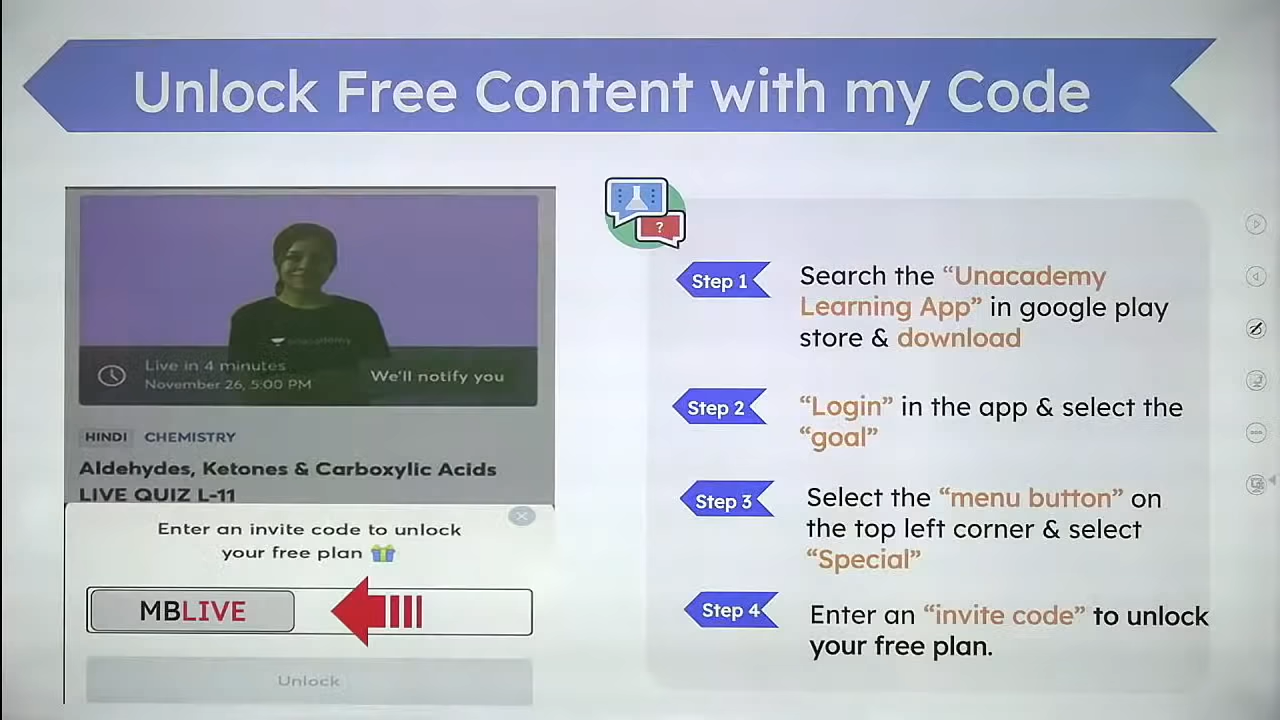 Unlock Free Content with my Code
unacademy
Live in 4 minutes
November 26, 5:00 PM
We'll notify you
HINDI CHEMISTRY
Aldehydes, Ketones & Carboxylic Acids
LIVE QUIZ L-11
Enter an invite code to unlock
your free plan
MBLIVE
Unlock
?
Step 1
Search the “Unacademy
Learning App” in google play
store & download
Step 2
“Login” in the app & select the
“goal”
Step 3
Select the “menu button” on
the top left corner & select
“Special”
Step 4
Enter an “invite code” to unlock
your free plan.